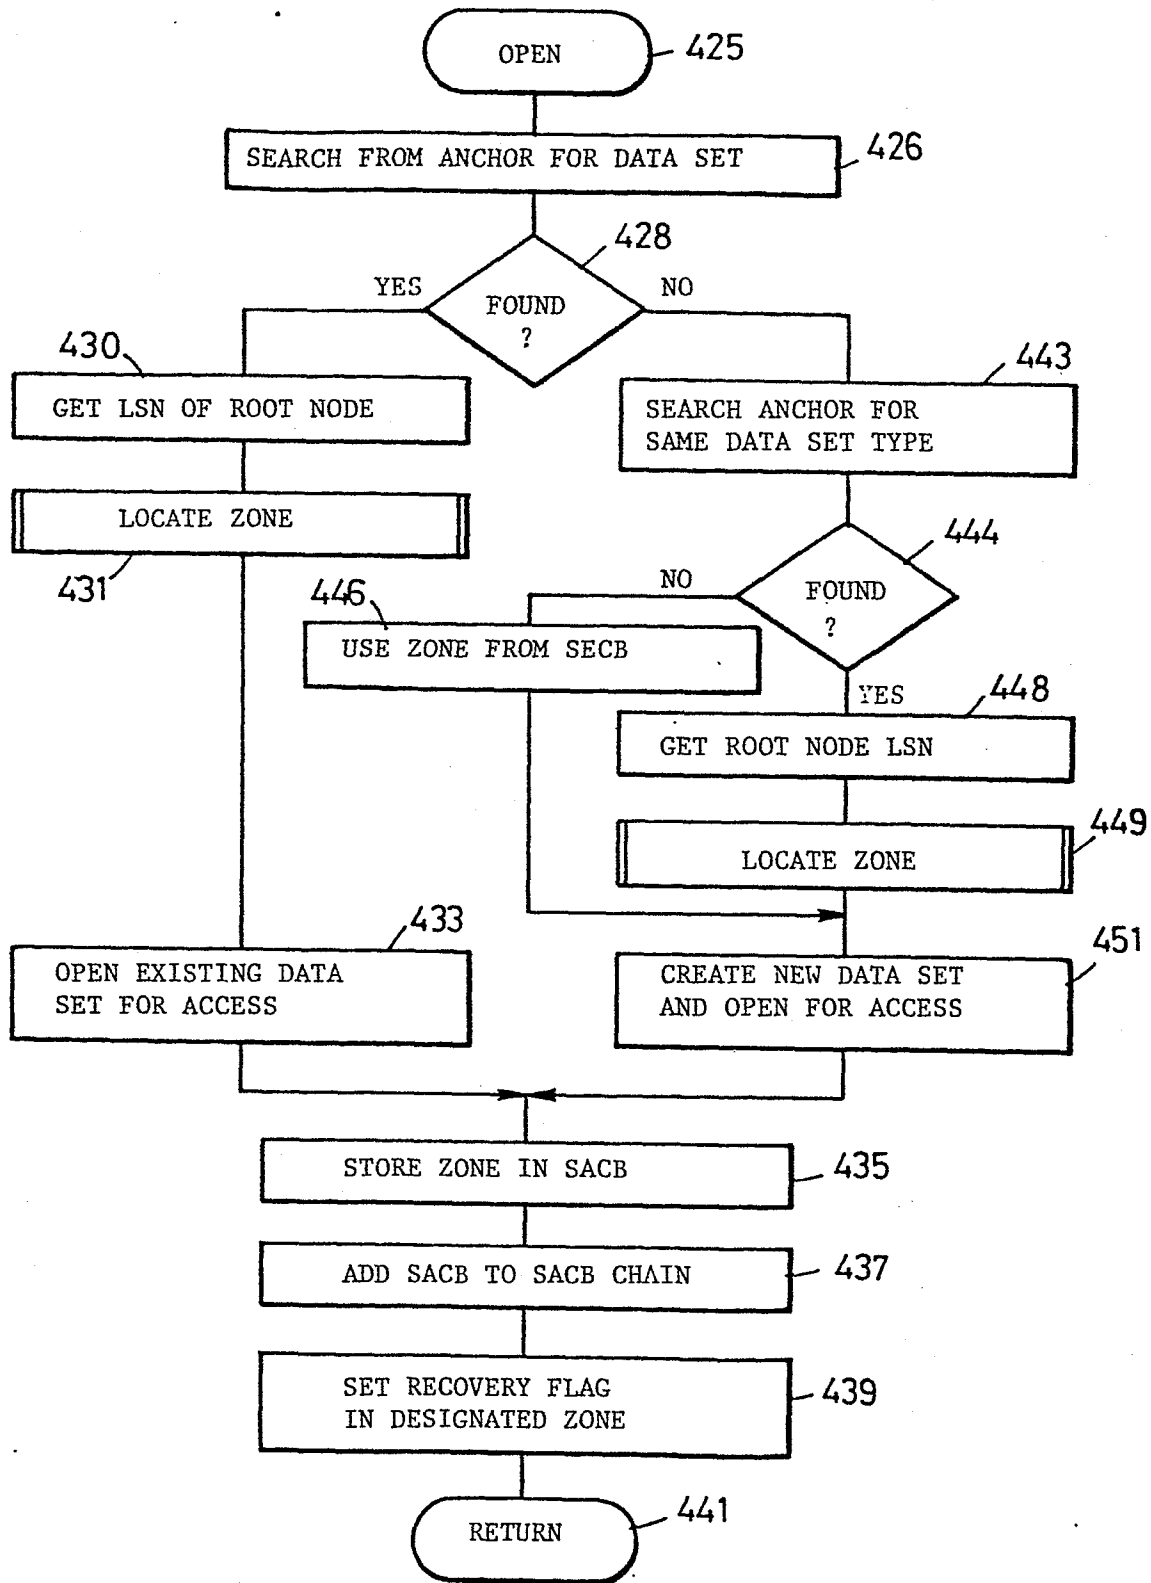 OPEN
425
SEARCH FROM ANCHOR FOR DATA SET
426
428
YES
FOUND
?
NO
430
GET LSN OF ROOT NODE
443
SEARCH ANCHOR FOR
SAME DATA SET TYPE
LOCATE ZONE
431
444
NO
FOUND
?
446
USE ZONE FROM SECB
YES
448
GET ROOT NODE LSN
449
LOCATE ZONE
433
OPEN EXISTING DATA
SET FOR ACCESS
451
CREATE NEW DATA SET
AND OPEN FOR ACCESS
STORE ZONE IN SACB
435
ADD SACB TO SACB CHAIN
437
SET RECOVERY FLAG
IN DESIGNATED ZONE
439
RETURN
441